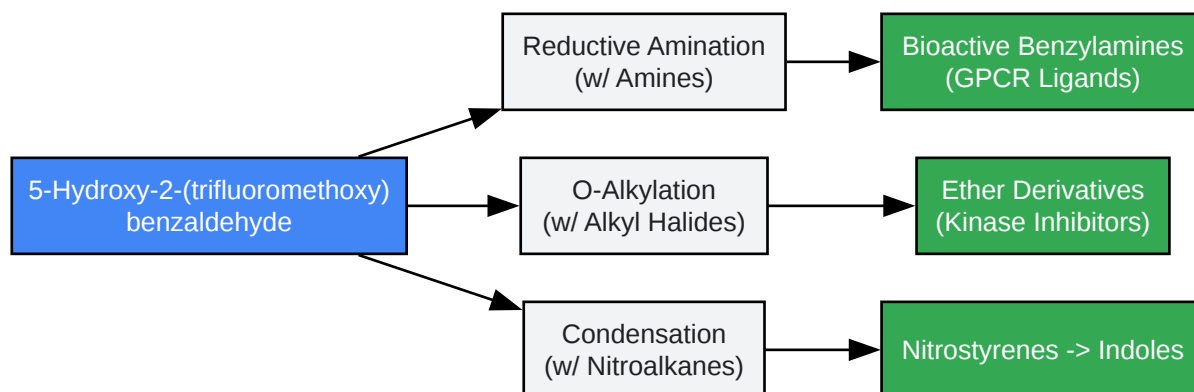 Reductive Amination
(w/ Amines)
Bioactive Benzylamines
(GPCR Ligands)
5-Hydroxy-2-(trifluoromethoxy)
benzaldehyde
O-Alkylation
(w/ Alkyl Halides)
Ether Derivatives
(Kinase Inhibitors)
Condensation
(w/ Nitroalkanes)
Nitrostyrenes -> Indoles